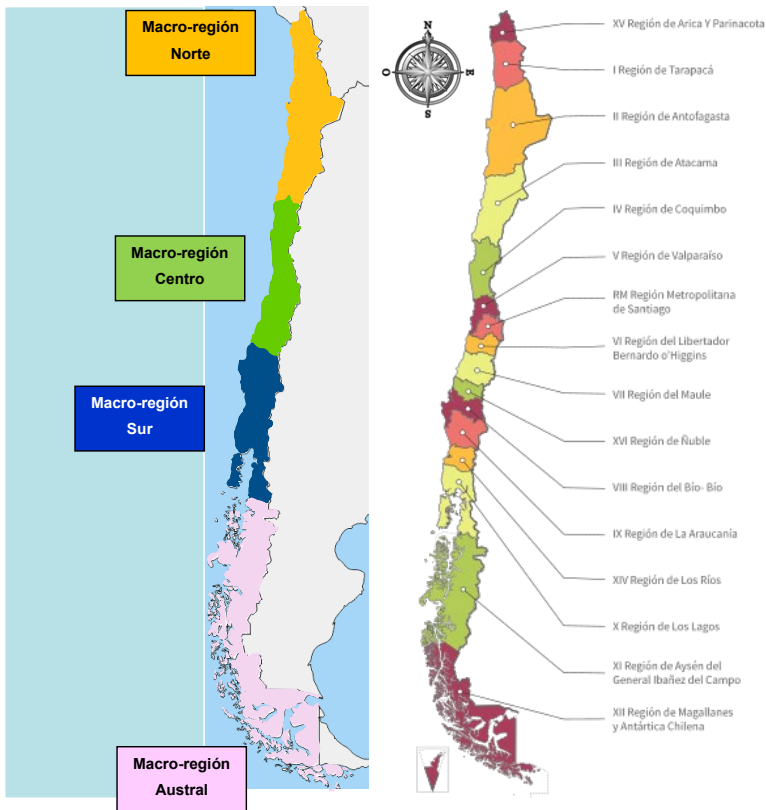 Macro-región
Norte
Macro-región
Centro
Macro-región
Sur
Macro-región
Austral
N
O
E
S
XV Región de Arica Y Parinacota
I Región de Tarapacá
II Región de Antofagasta
III Región de Atacama
IV Región de Coquimbo
V Región de Valparaíso
RM Región Metropolitana
de Santiago
VI Región del Libertador
Bernardo o'Higgins
VII Región del Maule
XVI Región de Ñuble
VIII Región del Bío- Bío
IX Región de La Araucanía
XIV Región de Los Ríos
X Región de Los Lagos
XI Región de Aysén del
General Ibañez del Campo
XII Región de Magallanes
y Antártica Chilena